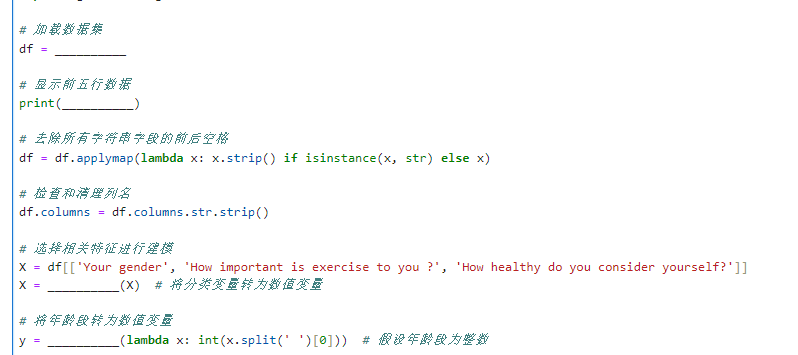 # 加载数据集
df = __________
# 显示前五行数据
print(__________)
# 去除所有字符串字段的前后空格
df = df.applymap(lambda x: x.strip() if isinstance(x, str) else x)
# 检查和清理列名
df.columns = df.columns.str.strip()
# 选择相关特征进行建模
X = df[['Your gender', 'How important is exercise to you ?', 'How healthy do you consider yourself?']]
X = __________(X)  # 将分类变量转为数值变量
# 将年龄段转为数值变量
y = __________(lambda x: int(x.split(' ')[0]))  # 假设年龄段为整数